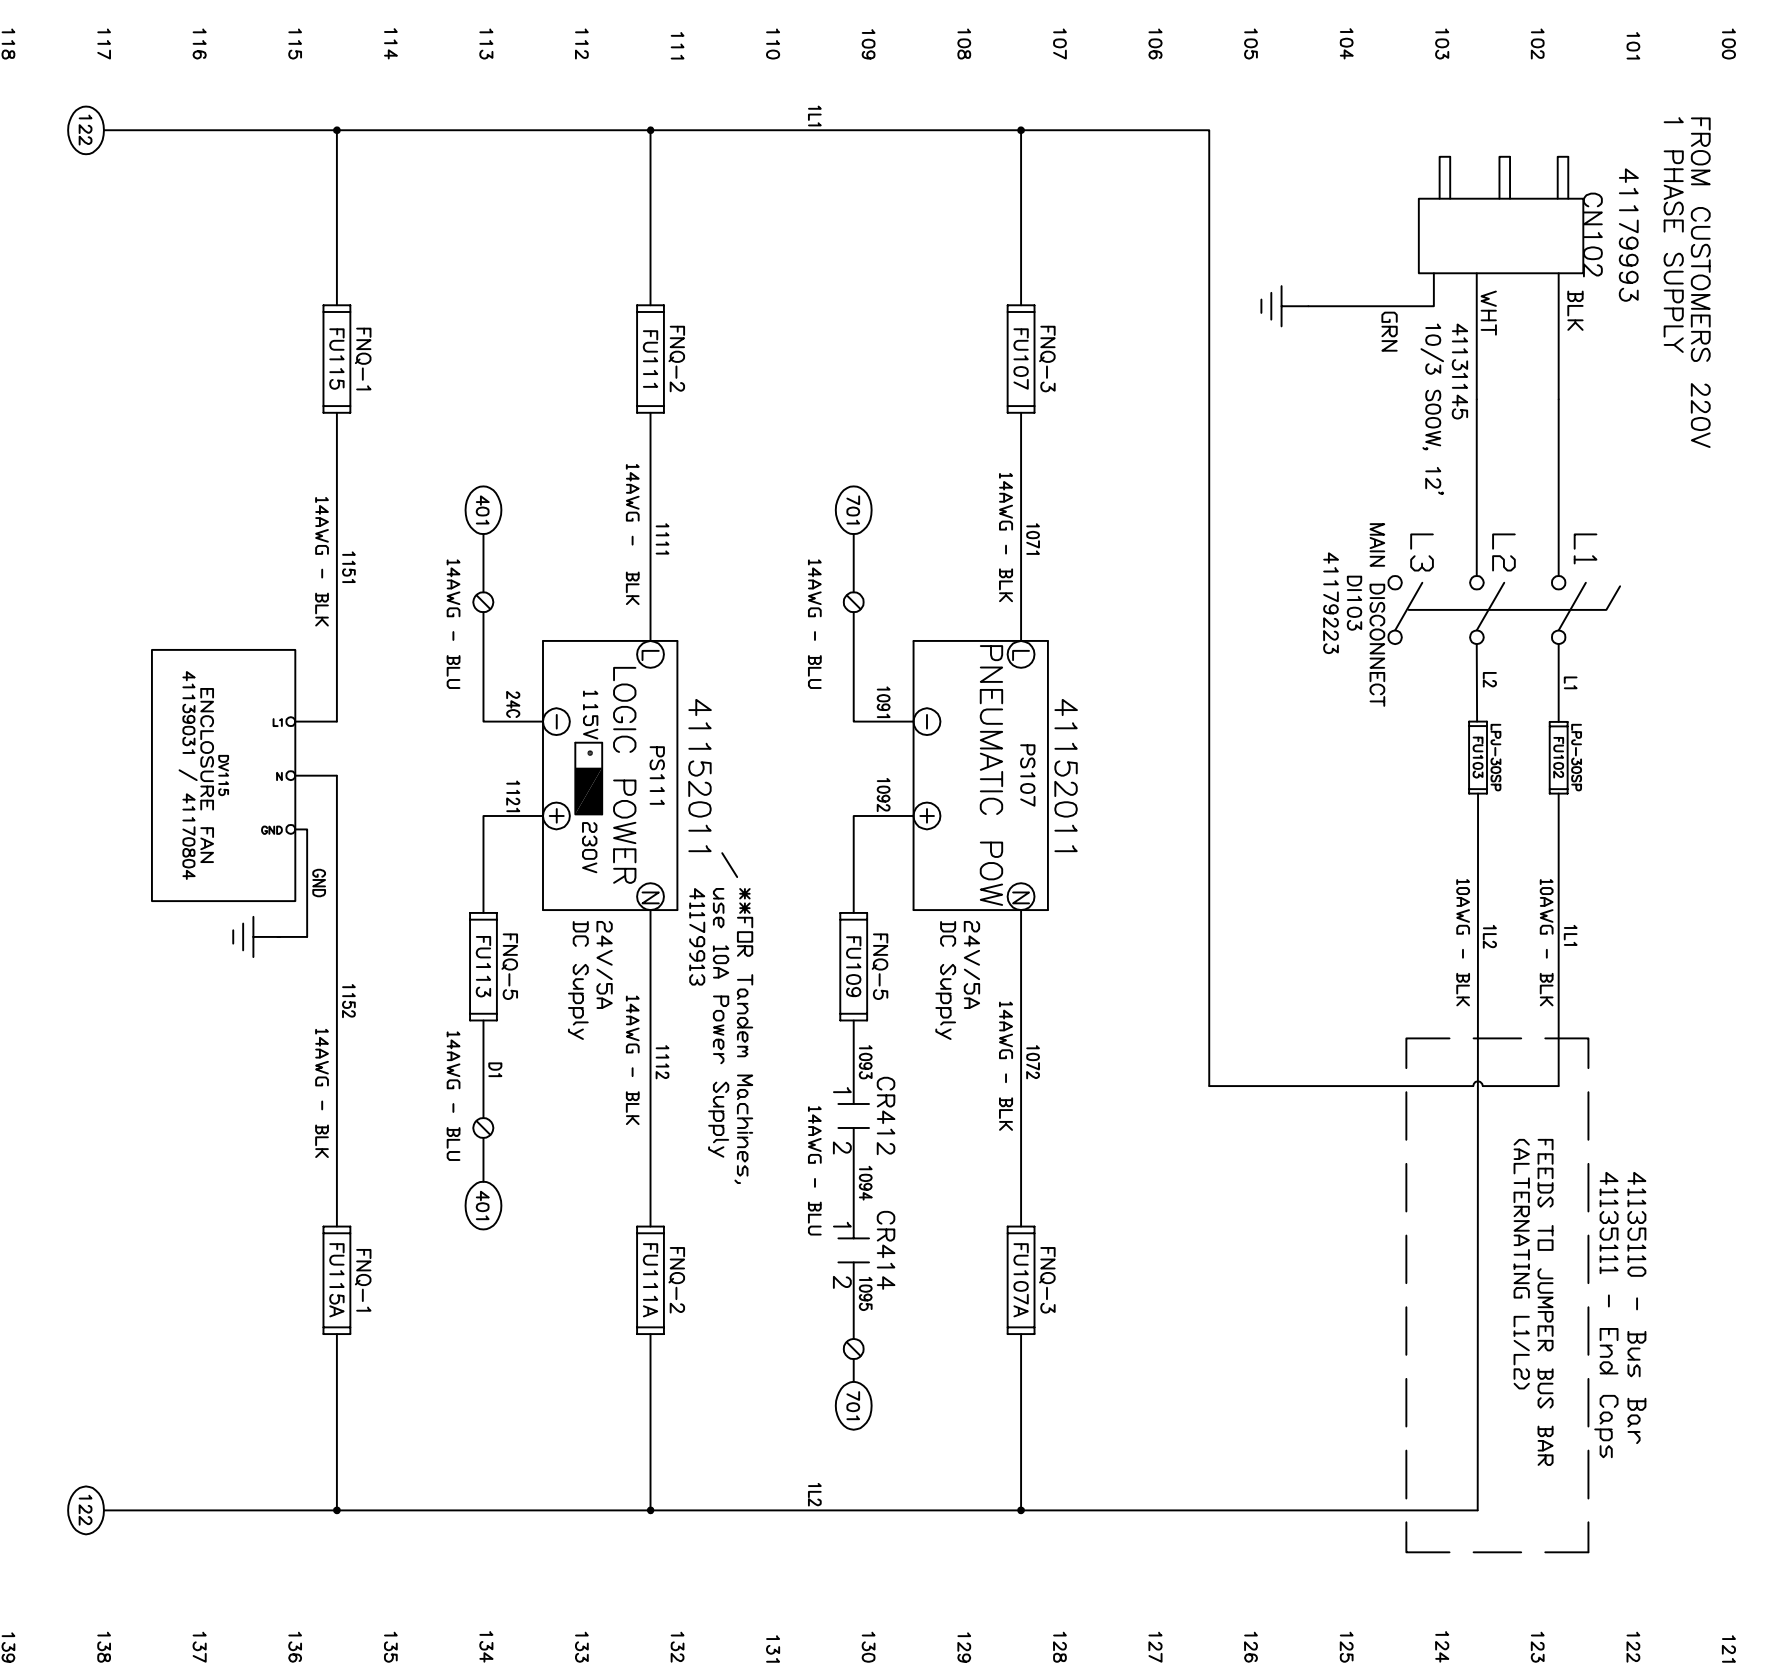 100
101
102
103
104
105
106
107
108
109
110
111
112
113
114
115
116
117
118
FROM CUSTOMERS 220V
1 PHASE SUPPLY
41179993
CN102
BLK
WHT
GRN
41131145
10/3 SOOW, 12'
L1
L2
L3
MAIN DISCONNECT
DI103
41179223
L1
L2
LPJ-30SP
FU102
LPJ-30SP
FU103
1L1
10AWG - BLK
1L2
10AWG - BLK
41135110 - Bus Bar
41135111 - End Caps
FEEDS TO JUMPER BUS BAR
(ALTERNATING L1/L2)
1L1
1L2
FNQ-3
FU107
1071
14AWG - BLK
41152011
PS107
PNEUMATIC POW
L
N
24V/5A
DC Supply
1072
14AWG - BLK
FNQ-3
FU107A
701
14AWG - BLU
1091
-
+
1092
FNQ-5
FU109
1093
CR412
1
2
1094
CR414
1
2
1095
14AWG - BLU
701
**FOR Tandem Machines,
use 10A Power Supply
41179913
FNQ-2
FU111
1111
14AWG - BLK
41152011
PS111
LOGIC POWER
115V
230V
L
N
24V/5A
DC Supply
1112
14AWG - BLK
FNQ-2
FU111A
401
14AWG - BLU
24C
-
+
1121
FNQ-5
FU113
D1
14AWG - BLU
401
FNQ-1
FU115
1151
14AWG - BLK
L1
N
GND
DV115
ENCLOSURE FAN
41139031 / 41170804
GND
1152
14AWG - BLK
FNQ-1
FU115A
122
122
121
122
123
124
125
126
127
128
129
130
131
132
133
134
135
136
137
138
139